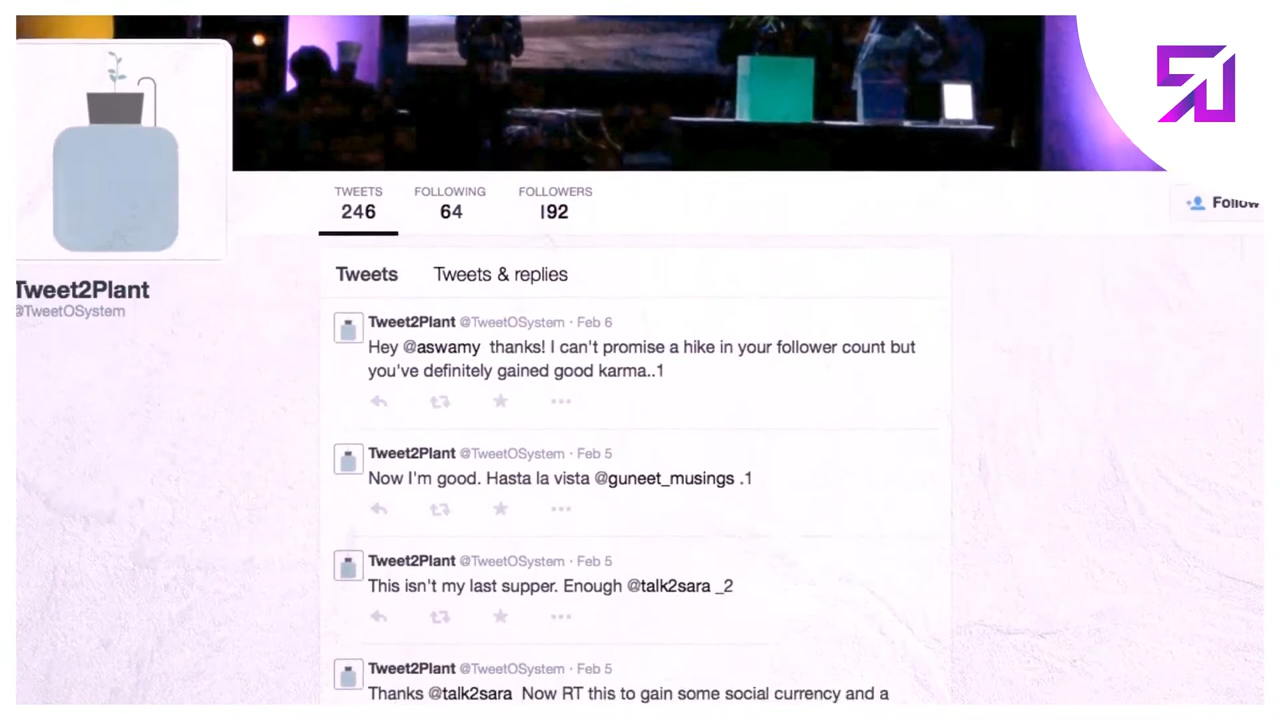 TWEETS FOLLOWING FOLLOWERS
246 64 192
Follow
Tweets Tweets & replies
Tweet2Plant
@TweetOSystem
Tweet2Plant @TweetOSystem · Feb 6
Hey @aswamy thanks! I can't promise a hike in your follower count but
you've definitely gained good karma..1
Tweet2Plant @TweetOSystem · Feb 5
Now I'm good. Hasta la vista @guneet_musings .1
Tweet2Plant @TweetOSystem · Feb 5
This isn't my last supper. Enough @talk2sara _2
Tweet2Plant @TweetOSystem · Feb 5
Thanks @talk2sara Now RT this to gain some social currency and a